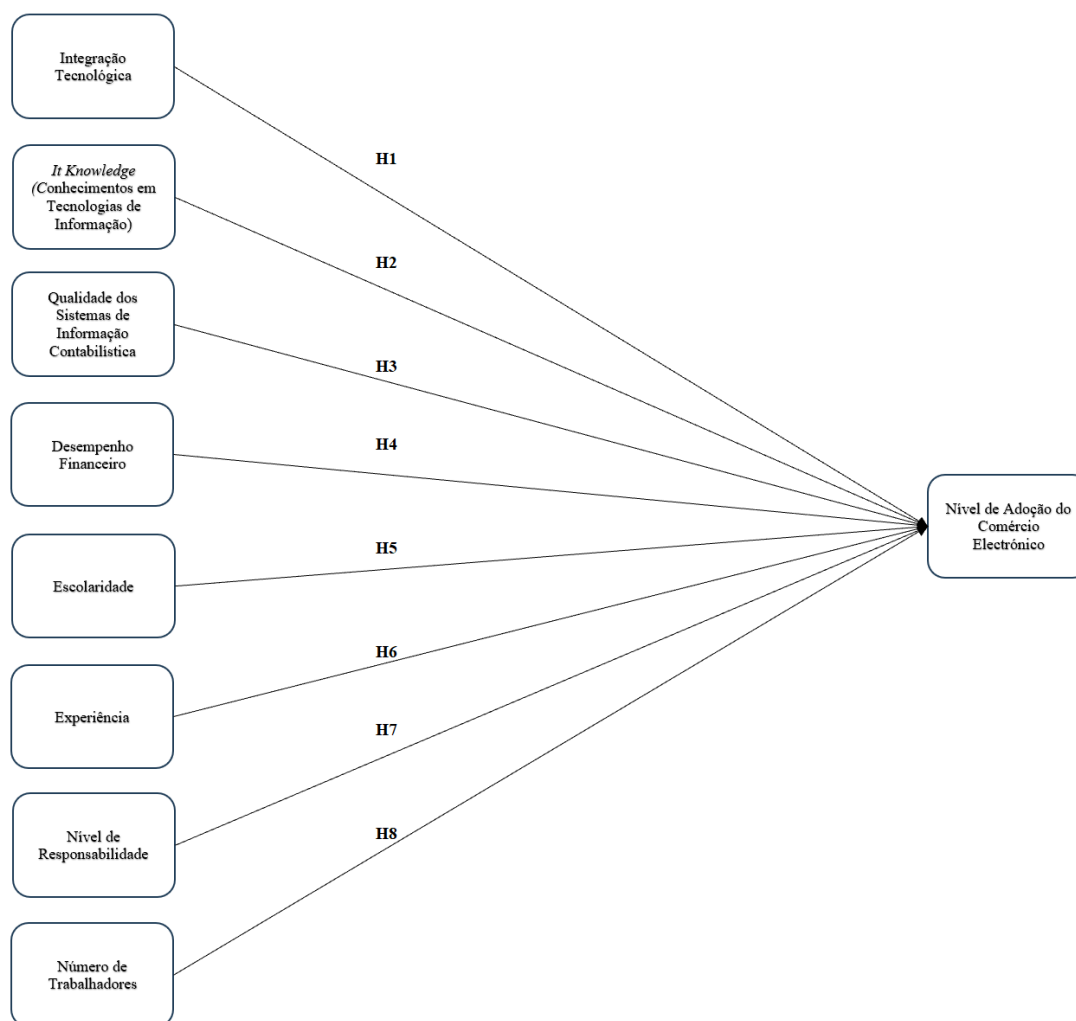 Integração
Tecnológica
H1
It Knowledge
(Conhecimentos em
Tecnologias de
Informação)
H2
Qualidade dos
Sistemas de
Informação
Contabilística
H3
Desempenho
Financeiro
H4
Nível de Adoção do
Comércio
Electrónico
Escolaridade
H5
Experiência
H6
Nível de
Responsabilidade
H7
Número de
Trabalhadores
H8